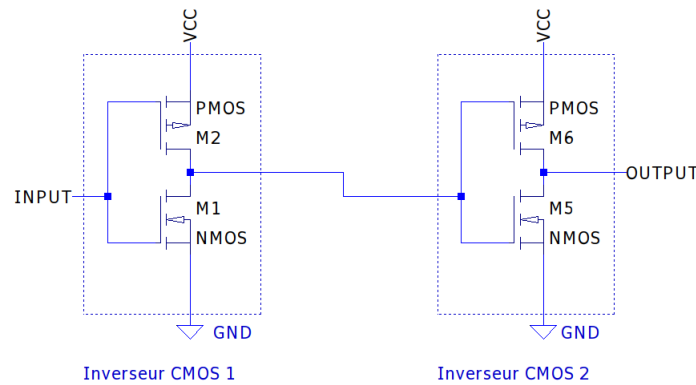 VCC
PMOS
M2
INPUT
M1
NMOS
GND
Inverseur CMOS 1
VCC
PMOS
M6
OUTPUT
M5
NMOS
GND
Inverseur CMOS 2